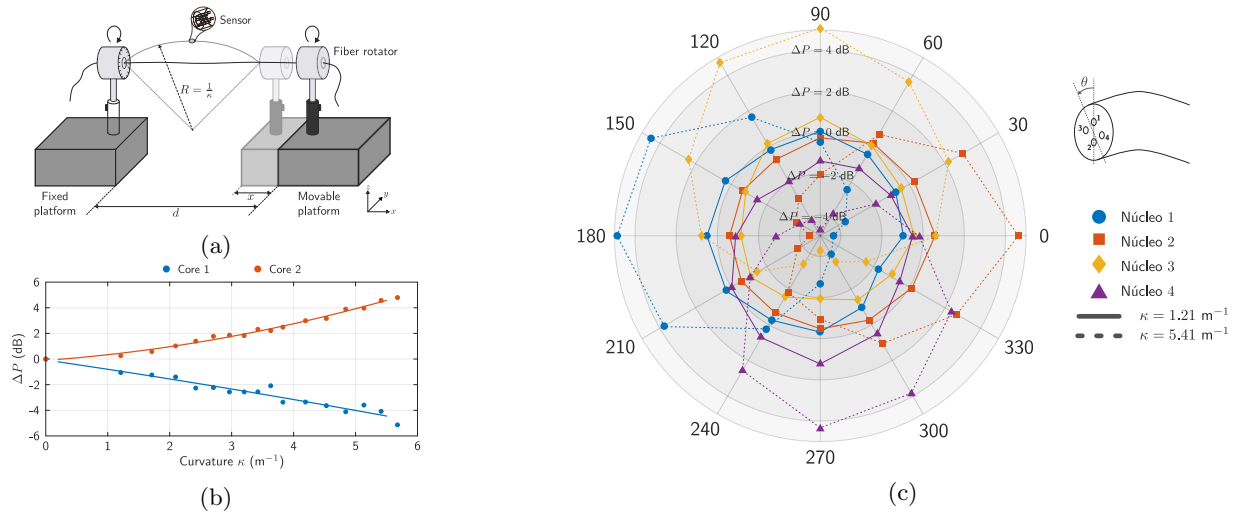 Sensor
Fiber rotator
R = 1/κ
Fixed
platform
x
d
Movable
platform
z
y
x
(a)
Core 1
Core 2
6
4
2
0
-2
-4
-6
ΔP (dB)
0
1
2
3
4
5
6
Curvature κ (m⁻¹)
(b)
90
120
60
150
30
180
0
210
330
240
300
270
ΔP = 4 dB
ΔP = 2 dB
ΔP = 0 dB
ΔP = −2 dB
ΔP = −4 dB
(c)
θ
1
3
4
2
Núcleo 1
Núcleo 2
Núcleo 3
Núcleo 4
κ = 1.21 m⁻¹
κ = 5.41 m⁻¹